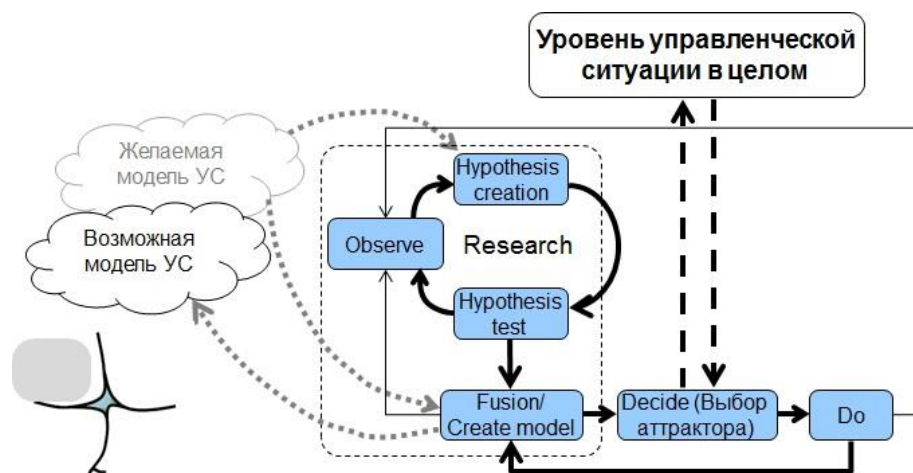 Уровень управленческой
ситуации в целом
Желаемая
модель УС
Возможная
модель УС
Hypothesis
creation
Observe
Research
Hypothesis
test
Fusion/
Create model
Decide (Выбор
аттрактора)
Do